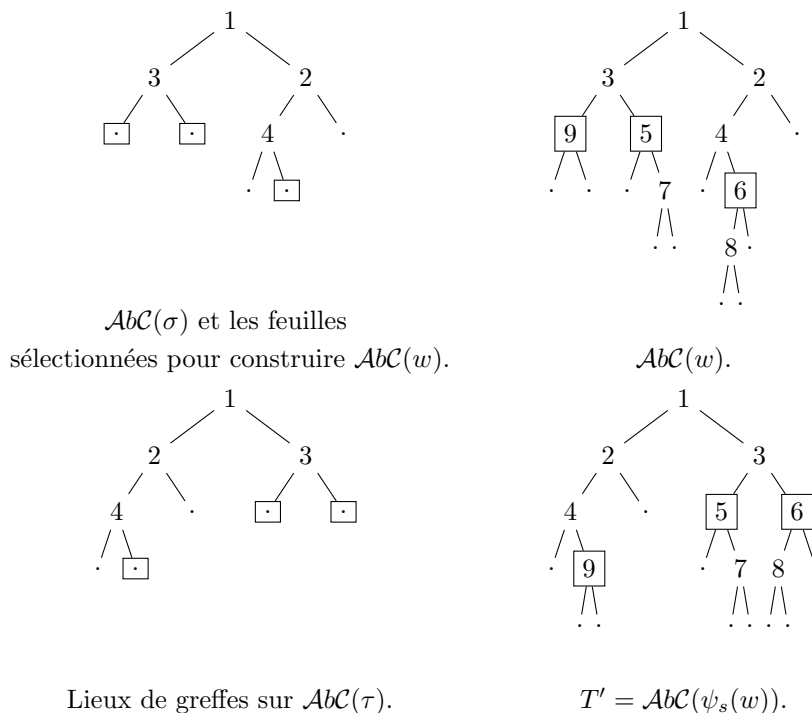 1
3 2
· · 4 ·
· ·
𝒜b𝒞(σ) et les feuilles
sélectionnées pour construire 𝒜b𝒞(w).
1
3 2
9 5 4 ·
· · · 7 · 6
· · 8 ·
· ·
𝒜b𝒞(w).
1
2 3
4 · · ·
· ·
Lieux de greffes sur 𝒜b𝒞(τ).
1
2 3
4 · 5 6
· 9 · 7 8
· · · · · ·
T′ = 𝒜b𝒞(ψₛ(w)).